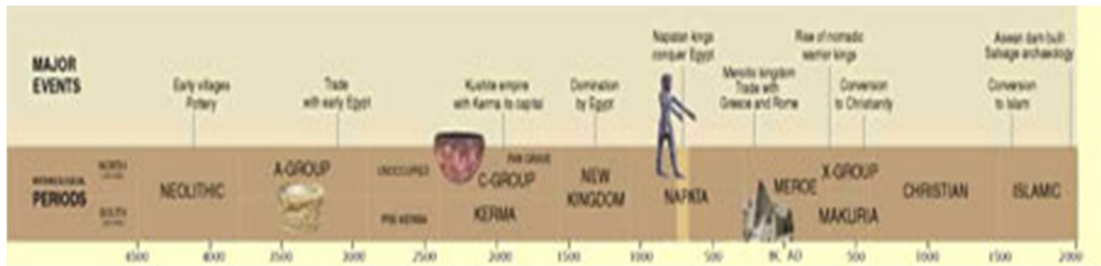 MAJOR
EVENTS
Early villages
Pottery
Trade
with early Egypt
Kushite empire
with Kerma its capital
Domination
by Egypt
Napatan kings
conquer Egypt
Meroitic kingdom
Trade with
Greece and Rome
Rise of nomadic
warrior kings
Conversion
to Christianity
Conversion
to Islam
Aswan dam built
Salvage archaeology
PERIODS
NORTH
SOUTH
NEOLITHIC
A-GROUP
UNOCCUPIED
PRE KERMA
PAN GRAVE
C-GROUP
KERMA
NEW
KINGDOM
NAPATA
MEROE
X-GROUP
MAKURIA
CHRISTIAN
ISLAMIC
4500 4000 3500 3000 2500 2000 1500 1000 500 BC AD 500 1000 1500 2000